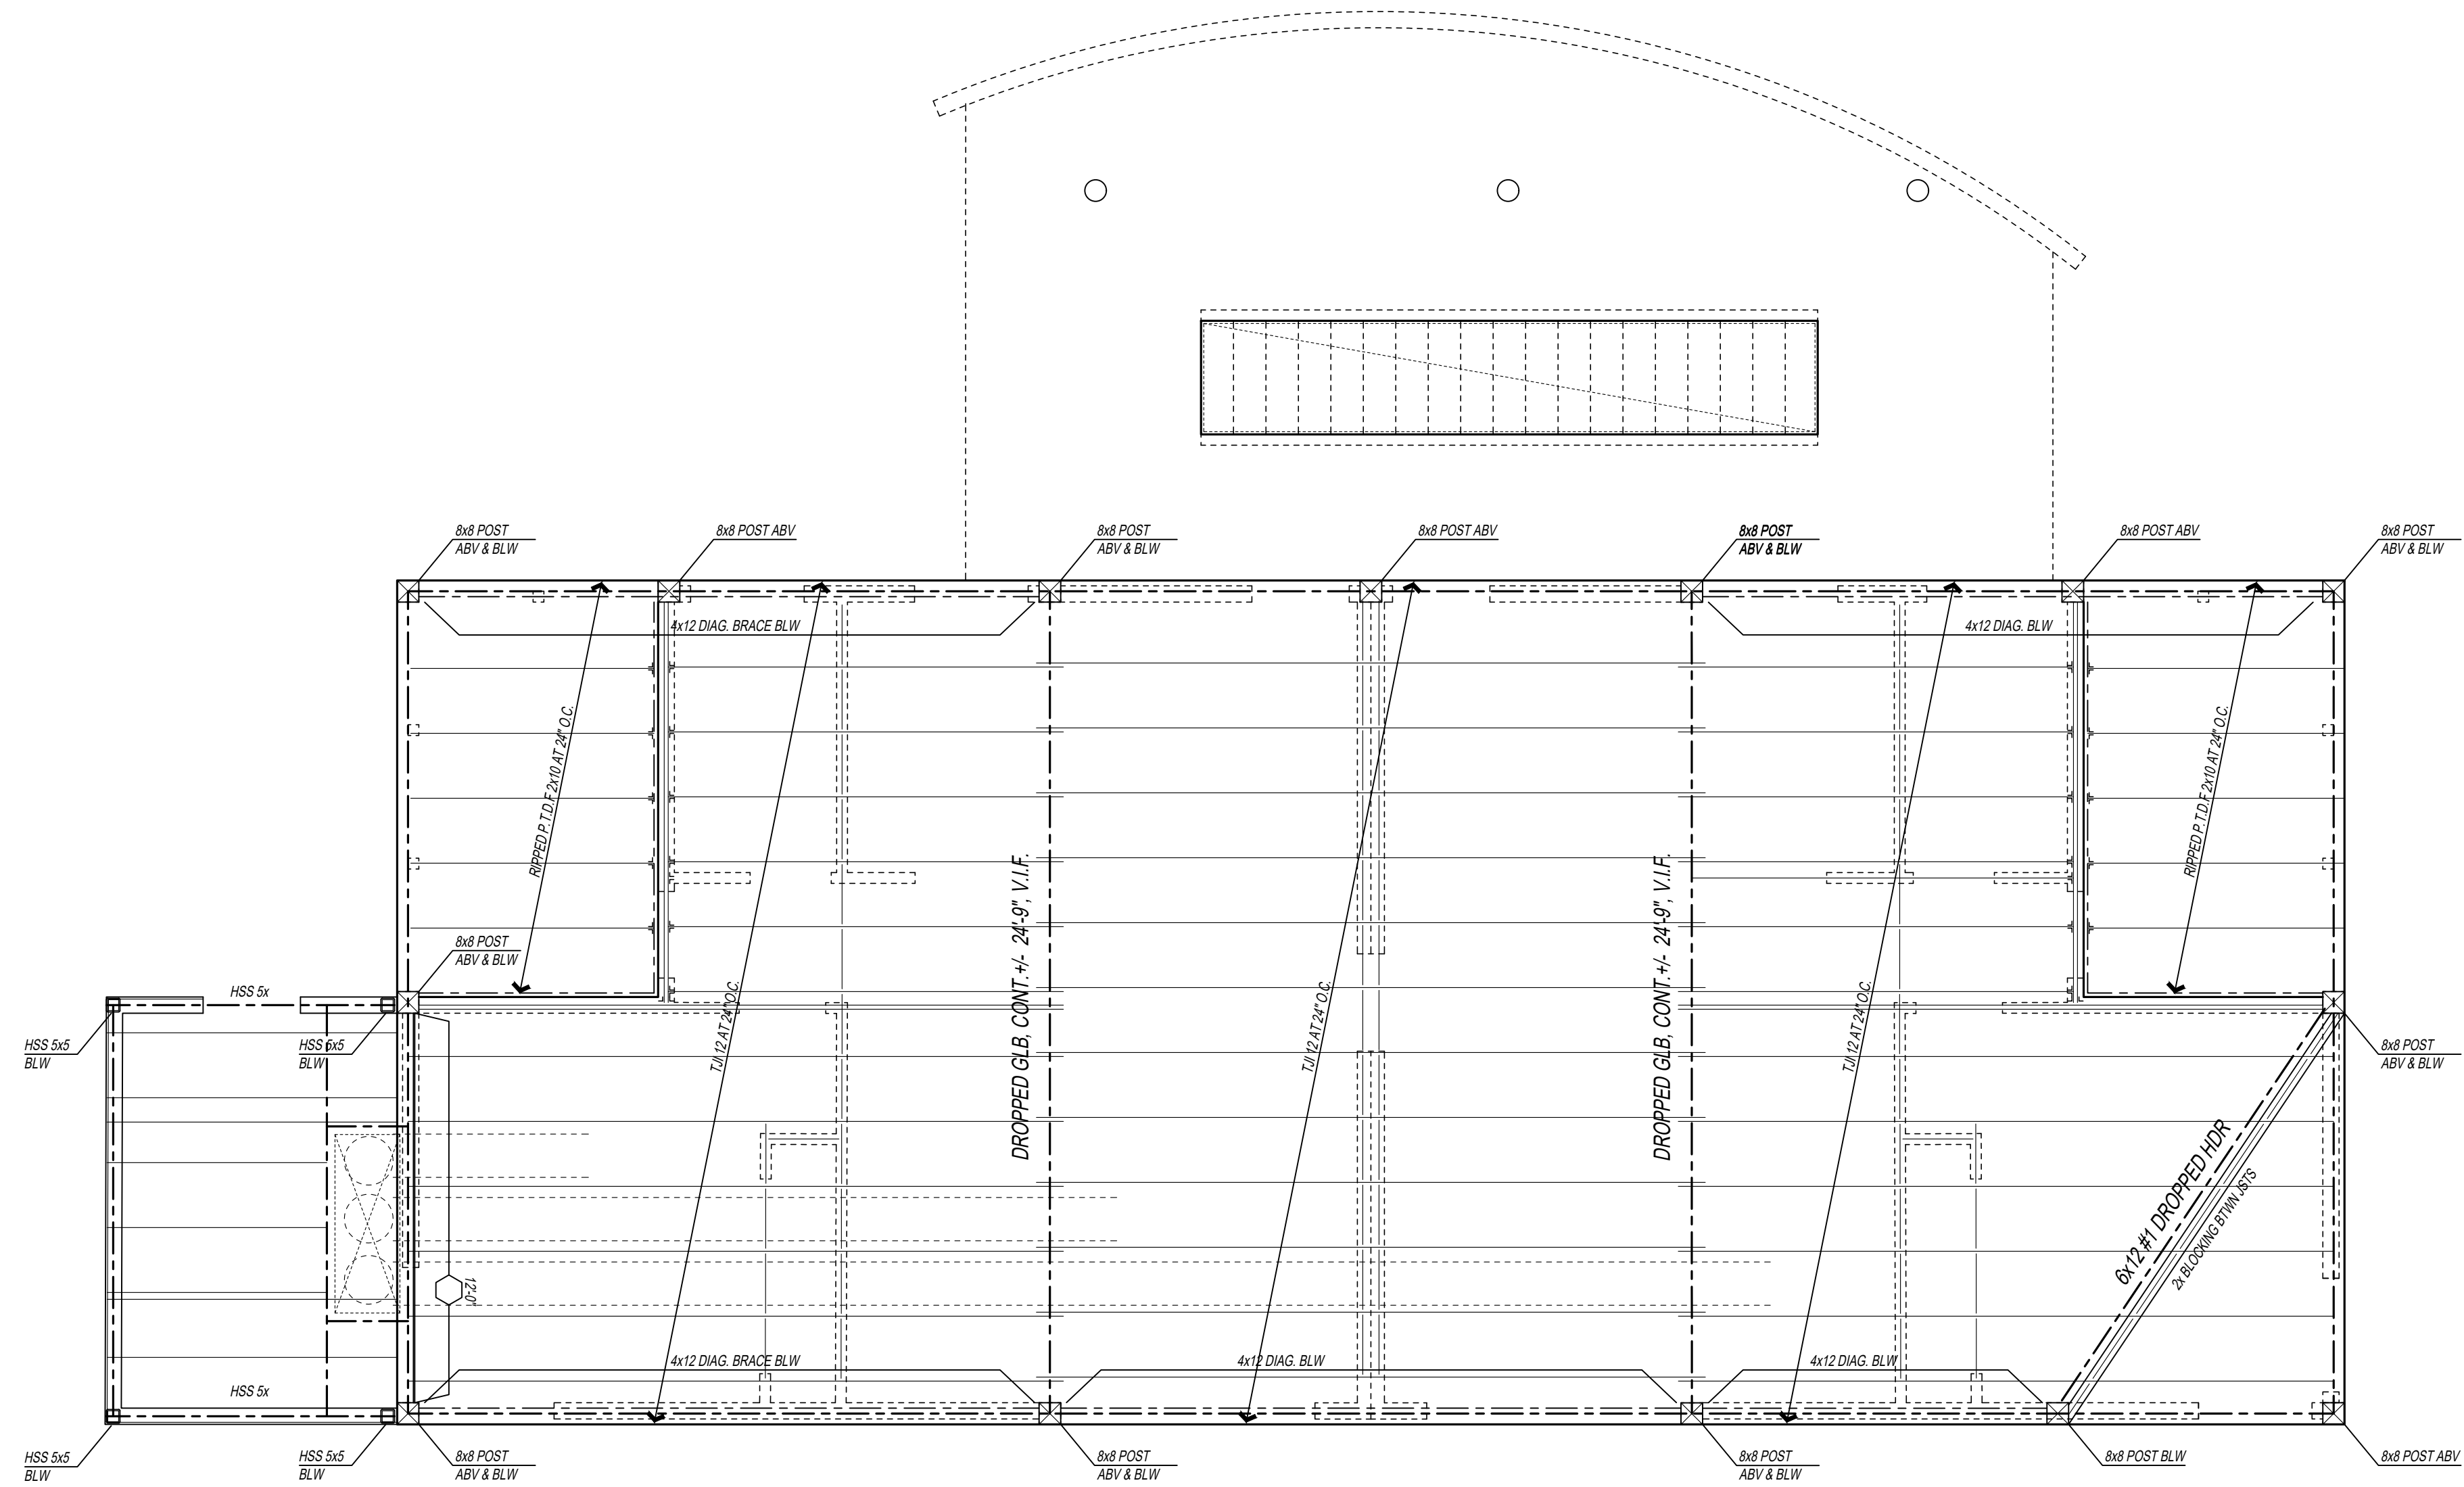 8x8 POST
ABV & BLW
8x8 POST ABV
8x8 POST
ABV & BLW
8x8 POST ABV
8x8 POST
ABV & BLW
8x8 POST ABV
8x8 POST
ABV & BLW
4x12 DIAG. BRACE BLW
4x12 DIAG. BLW
RIPPED P.T.D.F 2x10 AT 24" O.C.
RIPPED P.T.D.F 2x10 AT 24" O.C.
DROPPED GLB, CONT.+/- 24'-9", V.I.F.
DROPPED GLB, CONT.+/- 24'-9", V.I.F.
8x8 POST
ABV & BLW
HSS 5x
TJI 12 AT 24" O.C.
TJI 12 AT 24" O.C.
TJI 12 AT 24" O.C.
HSS 5x5
BLW
HSS 5x5
BLW
8x8 POST
ABV & BLW
6x12 #1 DROPPED HDR
2x BLOCKING BTWN JSTS
12'-0"
4x12 DIAG. BRACE BLW
4x12 DIAG. BLW
4x12 DIAG. BLW
HSS 5x
HSS 5x5
BLW
HSS 5x5
BLW
8x8 POST
ABV & BLW
8x8 POST
ABV & BLW
8x8 POST
ABV & BLW
8x8 POST BLW
8x8 POST ABV